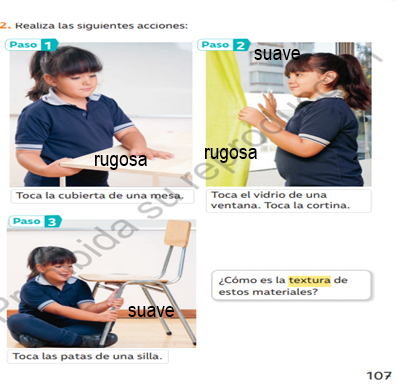 2. Realiza las siguientes acciones:
Paso 1
Paso 2
suave
rugosa
rugosa
Toca la cubierta de una mesa.
Toca el vidrio de una
ventana. Toca la cortina.
Paso 3
suave
¿Cómo es la textura de
estos materiales?
Toca las patas de una silla.
107